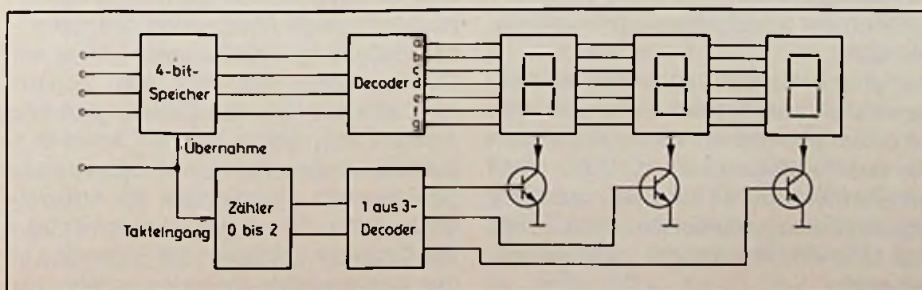 4-bit-
Speicher
Decoder
a
b
c
d
e
f
g
Übernahme
Takteingang
Zähler
0 bis 2
1 aus 3-
Decoder